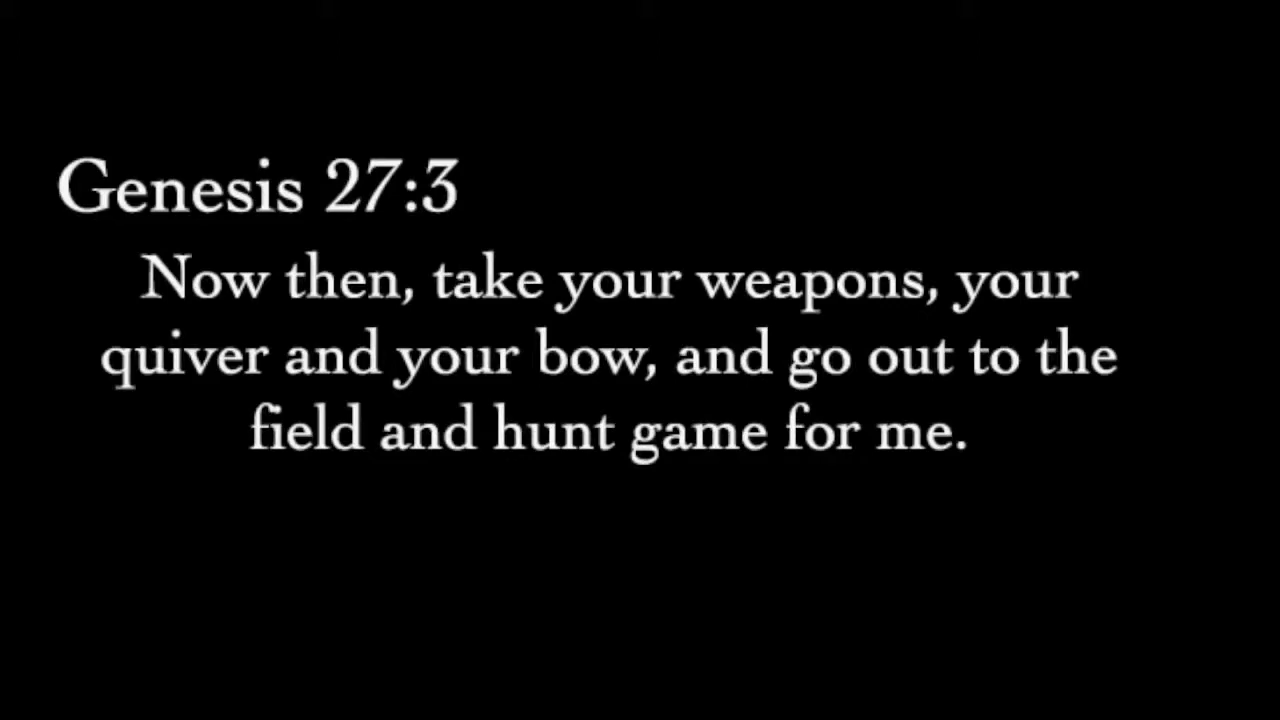 Genesis 27:3
Now then, take your weapons, your
quiver and your bow, and go out to the
field and hunt game for me.